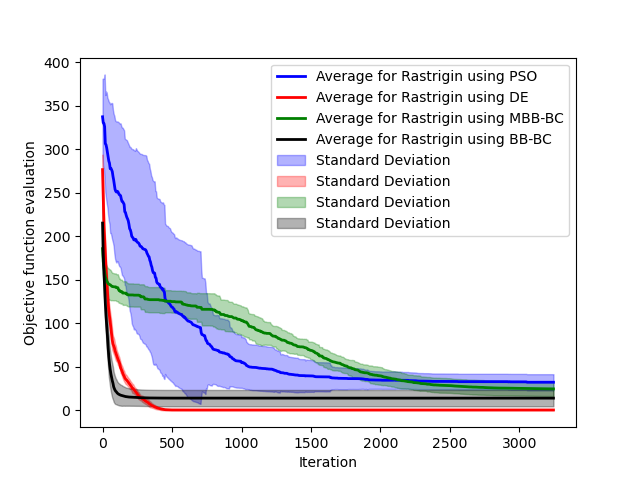 400
350
300
250
200
150
100
50
0
Objective function evaluation
Average for Rastrigin using PSO
Average for Rastrigin using DE
Average for Rastrigin using MBB-BC
Average for Rastrigin using BB-BC
Standard Deviation
Standard Deviation
Standard Deviation
Standard Deviation
0 500 1000 1500 2000 2500 3000
Iteration